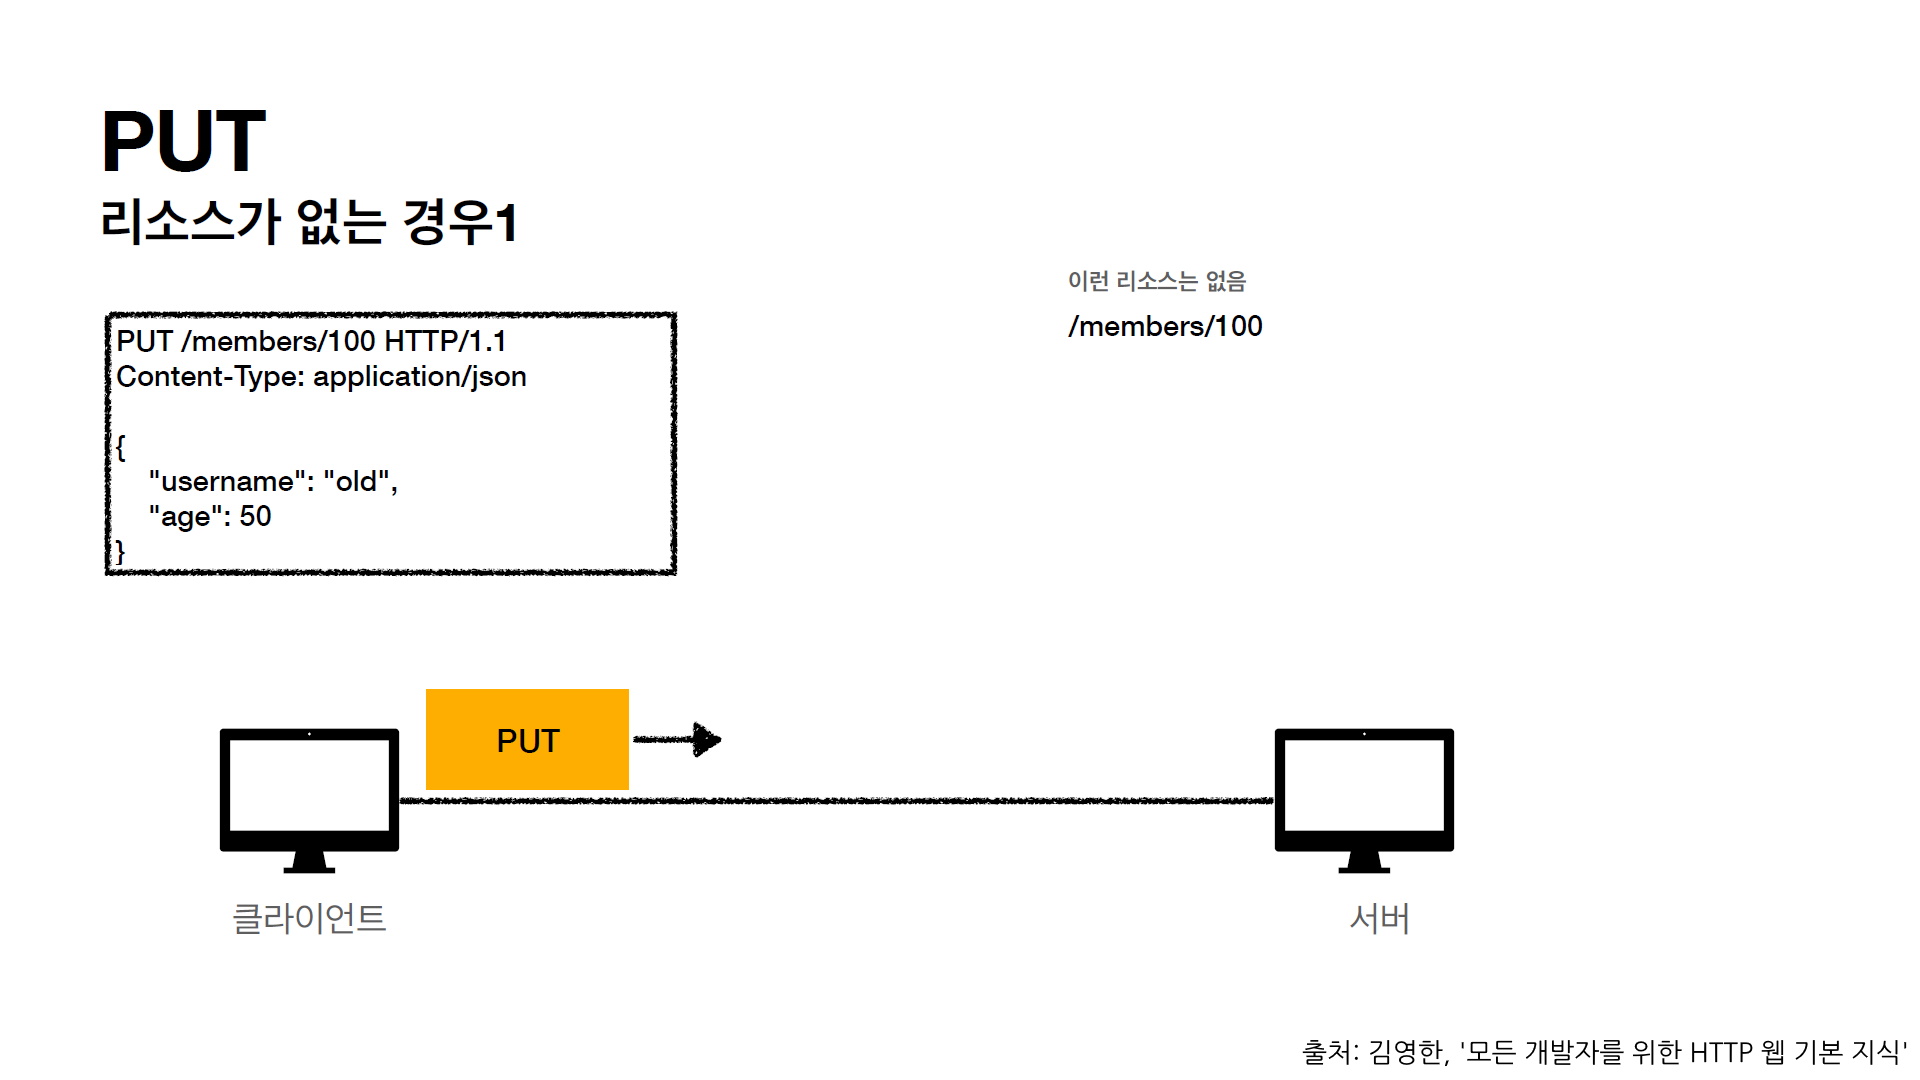 PUT
리소스가 없는 경우1
이런 리소스는 없음
/members/100
PUT /members/100 HTTP/1.1
Content-Type: application/json
{
"username": "old",
"age": 50
}
PUT
클라이언트
서버
출처: 김영한, '모든 개발자를 위한 HTTP 웹 기본 지식'